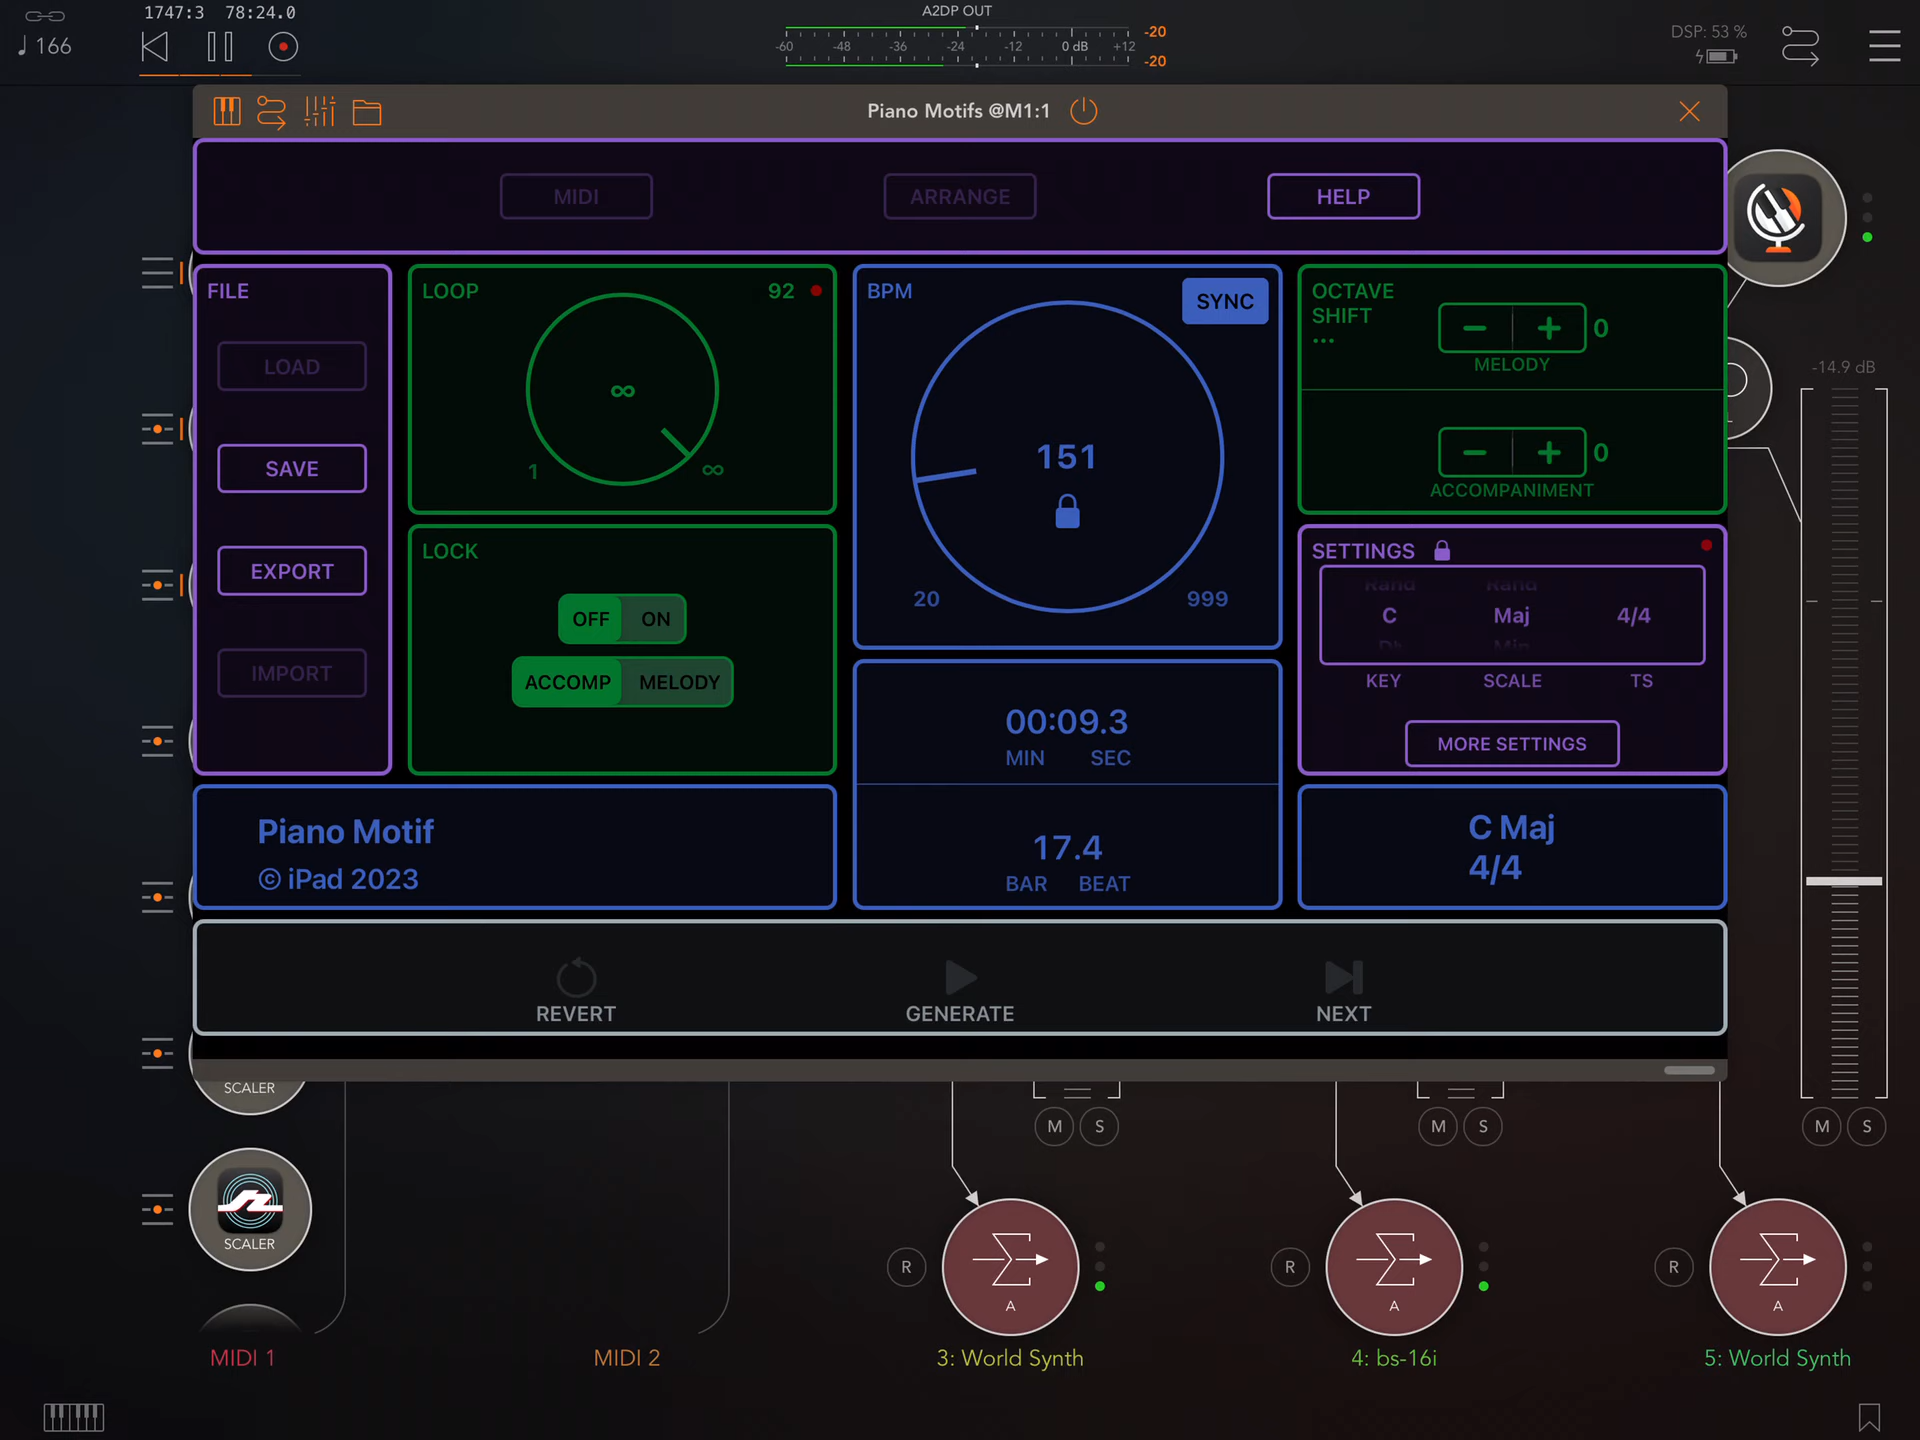 1747:3 78:24.0
166
A2DP OUT
-60 -48 -36 -24 -12 0 dB +12
-20
-20
DSP: 53 %
Piano Motifs @M1:1
MIDI
ARRANGE
HELP
FILE
LOAD
SAVE
EXPORT
IMPORT
LOOP
92
∞
1
∞
LOCK
OFF ON
ACCOMP MELODY
BPM
SYNC
151
20
999
00:09.3
MIN SEC
17.4
BAR BEAT
OCTAVE
SHIFT
...
− + 0
MELODY
− + 0
ACCOMPANIMENT
SETTINGS
Rand Rand
C Maj 4/4
Db Min
KEY SCALE TS
MORE SETTINGS
Piano Motif
© iPad 2023
C Maj
4/4
REVERT
GENERATE
NEXT
-14.9 dB
SCALER
M S
M S
M S
SCALER
R
A
R
A
R
A
MIDI 1
MIDI 2
3: World Synth
4: bs-16i
5: World Synth